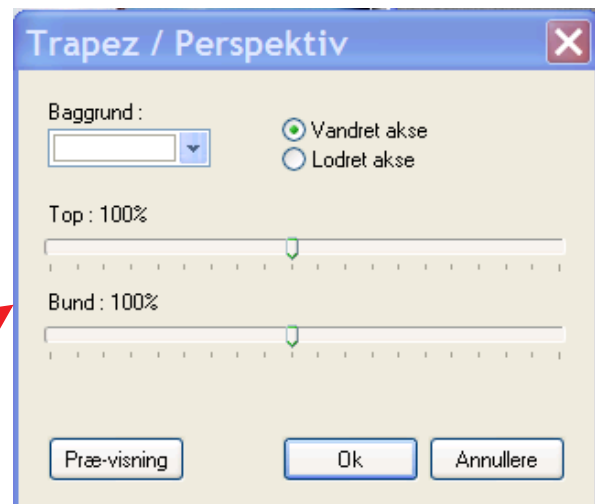 Trapez / Perspektiv
Baggrund :
Vandret akse
Lodret akse
Top : 100%
Bund : 100%
Præ-visning
Ok
Annullere